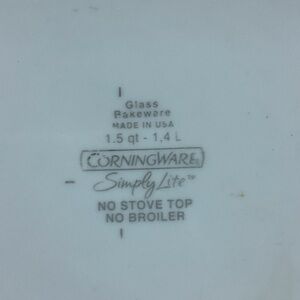 Glass
Bakeware
MADE IN USA
1.5 qt - 1,4 L
CORNINGWARE®
Simply Lite™
NO STOVE TOP
NO BROILER